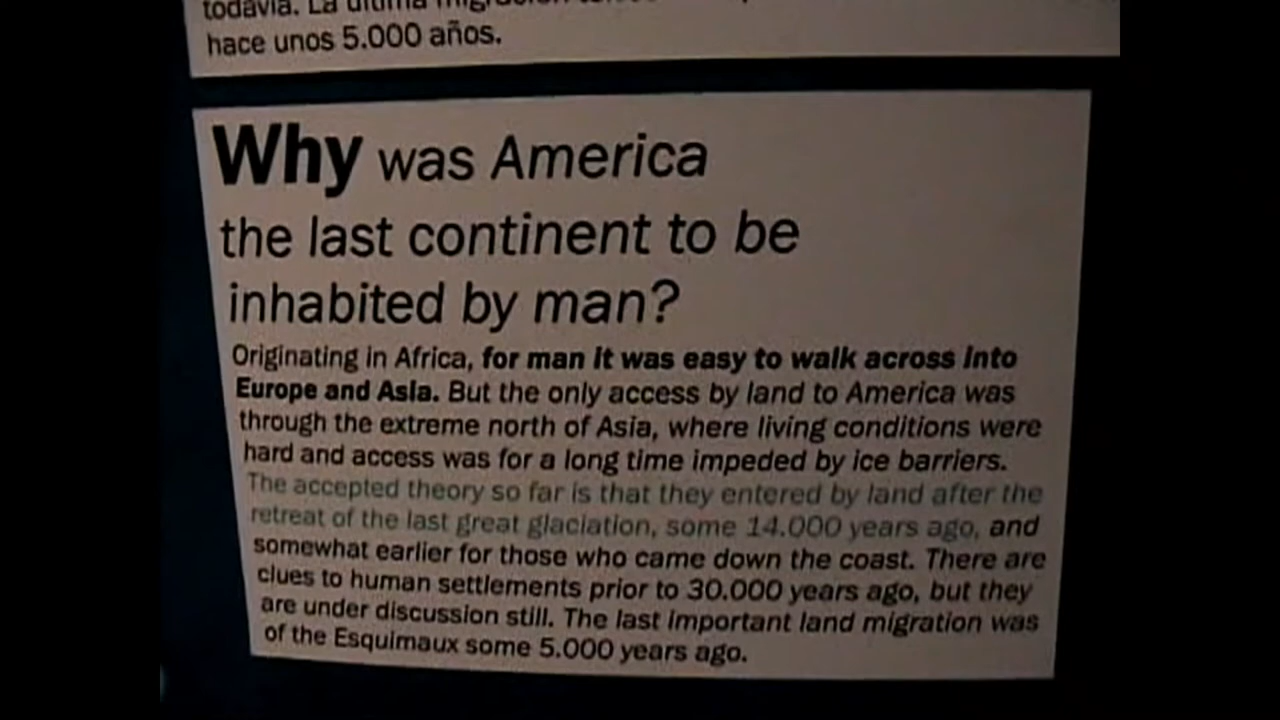 todavía. La última
hace unos 5.000 años.
Why was America
the last continent to be
inhabited by man?
Originating in Africa, for man it was easy to walk across into
Europe and Asia. But the only access by land to America was
through the extreme north of Asia, where living conditions were
hard and access was for a long time impeded by ice barriers.
The accepted theory so far is that they entered by land after the
retreat of the last great glaciation, some 14.000 years ago, and
somewhat earlier for those who came down the coast. There are
clues to human settlements prior to 30.000 years ago, but they
are under discussion still. The last important land migration was
of the Esquimaux some 5.000 years ago.